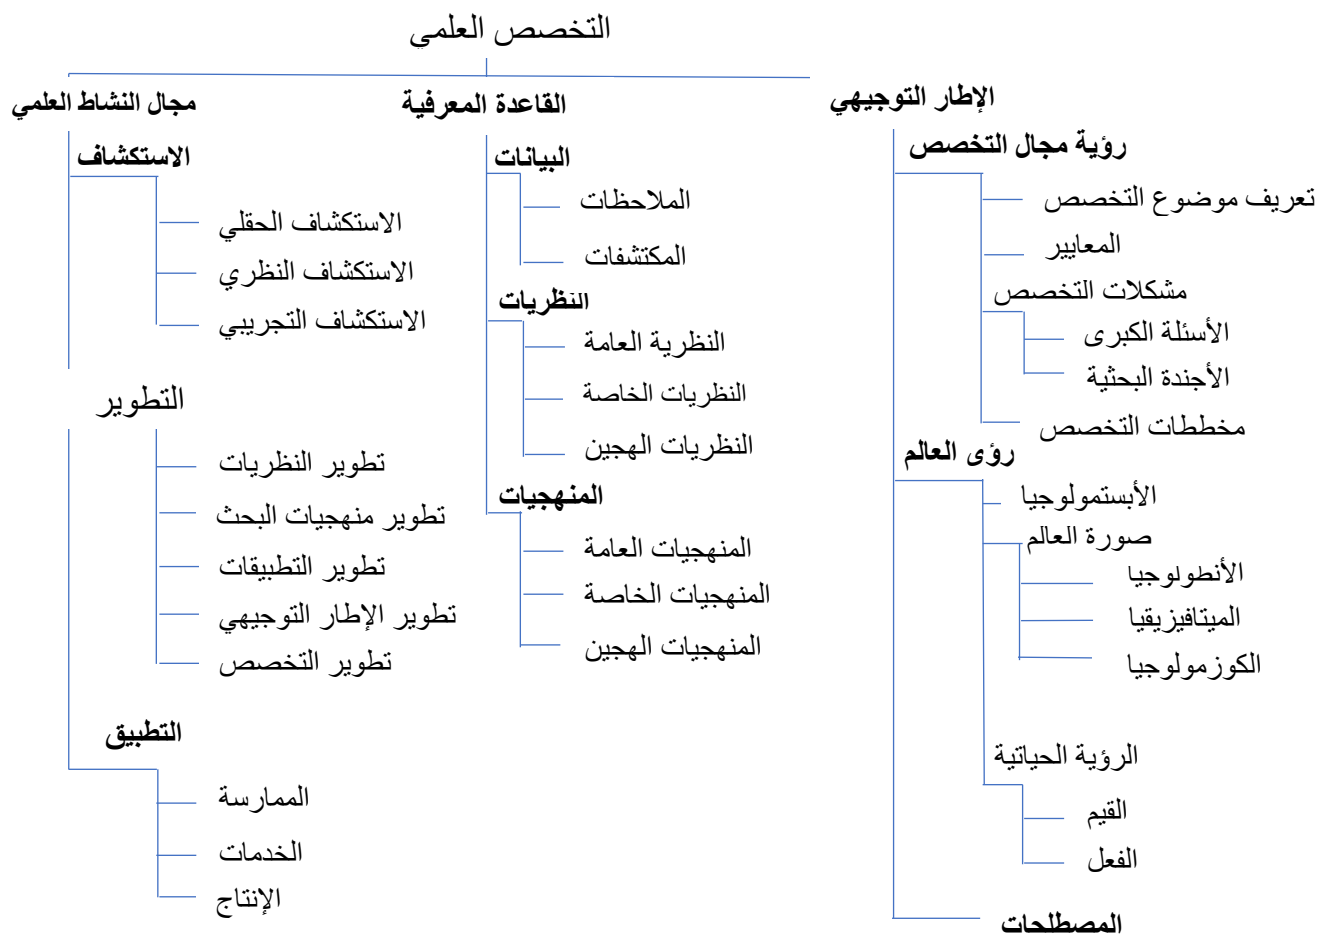 التخصص العلمي
الإطار التوجيهي
رؤية مجال التخصص
تعريف موضوع التخصص
المعايير
مشكلات التخصص
الأسئلة الكبرى
الأجندة البحثية
مخططات التخصص
رؤى العالم
الأبستمولوجيا
صورة العالم
الأنطولوجيا
الميتافيزيقيا
الكوزمولوجيا
الرؤية الحياتية
القيم
الفعل
المصطلحات
القاعدة المعرفية
البيانات
الملاحظات
المكتشفات
النظريات
النظرية العامة
النظريات الخاصة
النظريات الهجين
المنهجيات
المنهجيات العامة
المنهجيات الخاصة
المنهجيات الهجين
مجال النشاط العلمي
الاستكشاف
الاستكشاف الحقلي
الاستكشاف النظري
الاستكشاف التجريبي
التطوير
تطوير النظريات
تطوير منهجيات البحث
تطوير التطبيقات
تطوير الإطار التوجيهي
تطوير التخصص
التطبيق
الممارسة
الخدمات
الإنتاج